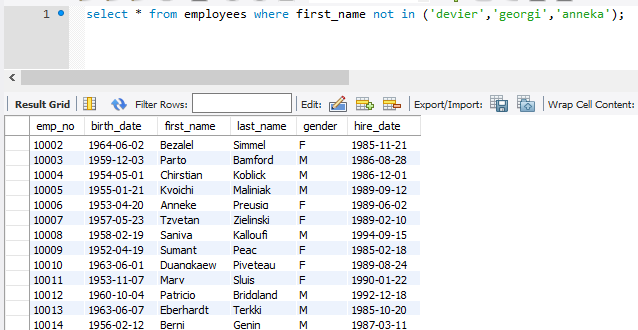 1 select * from employees where first_name not in ('devier','georgi','anneka');
Result Grid Filter Rows: Edit: Export/Import: Wrap Cell Content:
emp_no birth_date first_name last_name gender hire_date
10002 1964-06-02 Bezalel Simmel F 1985-11-21
10003 1959-12-03 Parto Bamford M 1986-08-28
10004 1954-05-01 Chirstian Koblick M 1986-12-01
10005 1955-01-21 Kyoichi Maliniak M 1989-09-12
10006 1953-04-20 Anneke Preusig F 1989-06-02
10007 1957-05-23 Tzvetan Zielinski F 1989-02-10
10008 1958-02-19 Saniya Kalloufi M 1994-09-15
10009 1952-04-19 Sumant Peac F 1985-02-18
10010 1963-06-01 Duangkaew Piveteau F 1989-08-24
10011 1953-11-07 Mary Sluis F 1990-01-22
10012 1960-10-04 Patricio Bridgland M 1992-12-18
10013 1963-06-07 Eberhardt Terkki M 1985-10-20
10014 1956-02-12 Berni Genin M 1987-03-11